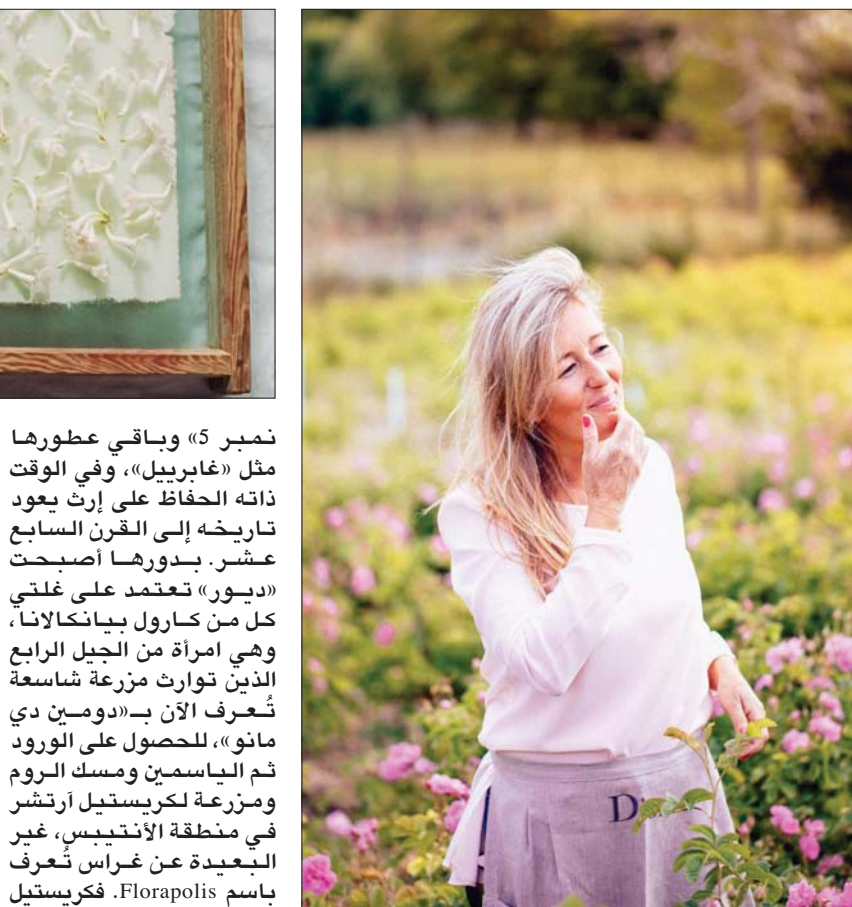 نمبر 5» وباقي عطورها
مثل «غابرييل»، وفي الوقت
ذاته الحفاظ على إرث يعود
تاريخه إلى القرن السابع
عشر. بدورها أصبحت
«ديور» تعتمد على غلتي
كل من كارول بيانكالانا،
وهي امرأة من الجيل الرابع
الذين توارث مزرعة شاسعة
تُعرف الآن بـ«دومين دي
مانو»، للحصول على الورود
ثم الياسمين ومسك الروم
ومزرعة لكريستيل آرتشر
في منطقة الأنتيبس، غير
البعيدة عن غراس تُعرف
باسم Florapolis. فكريستيل